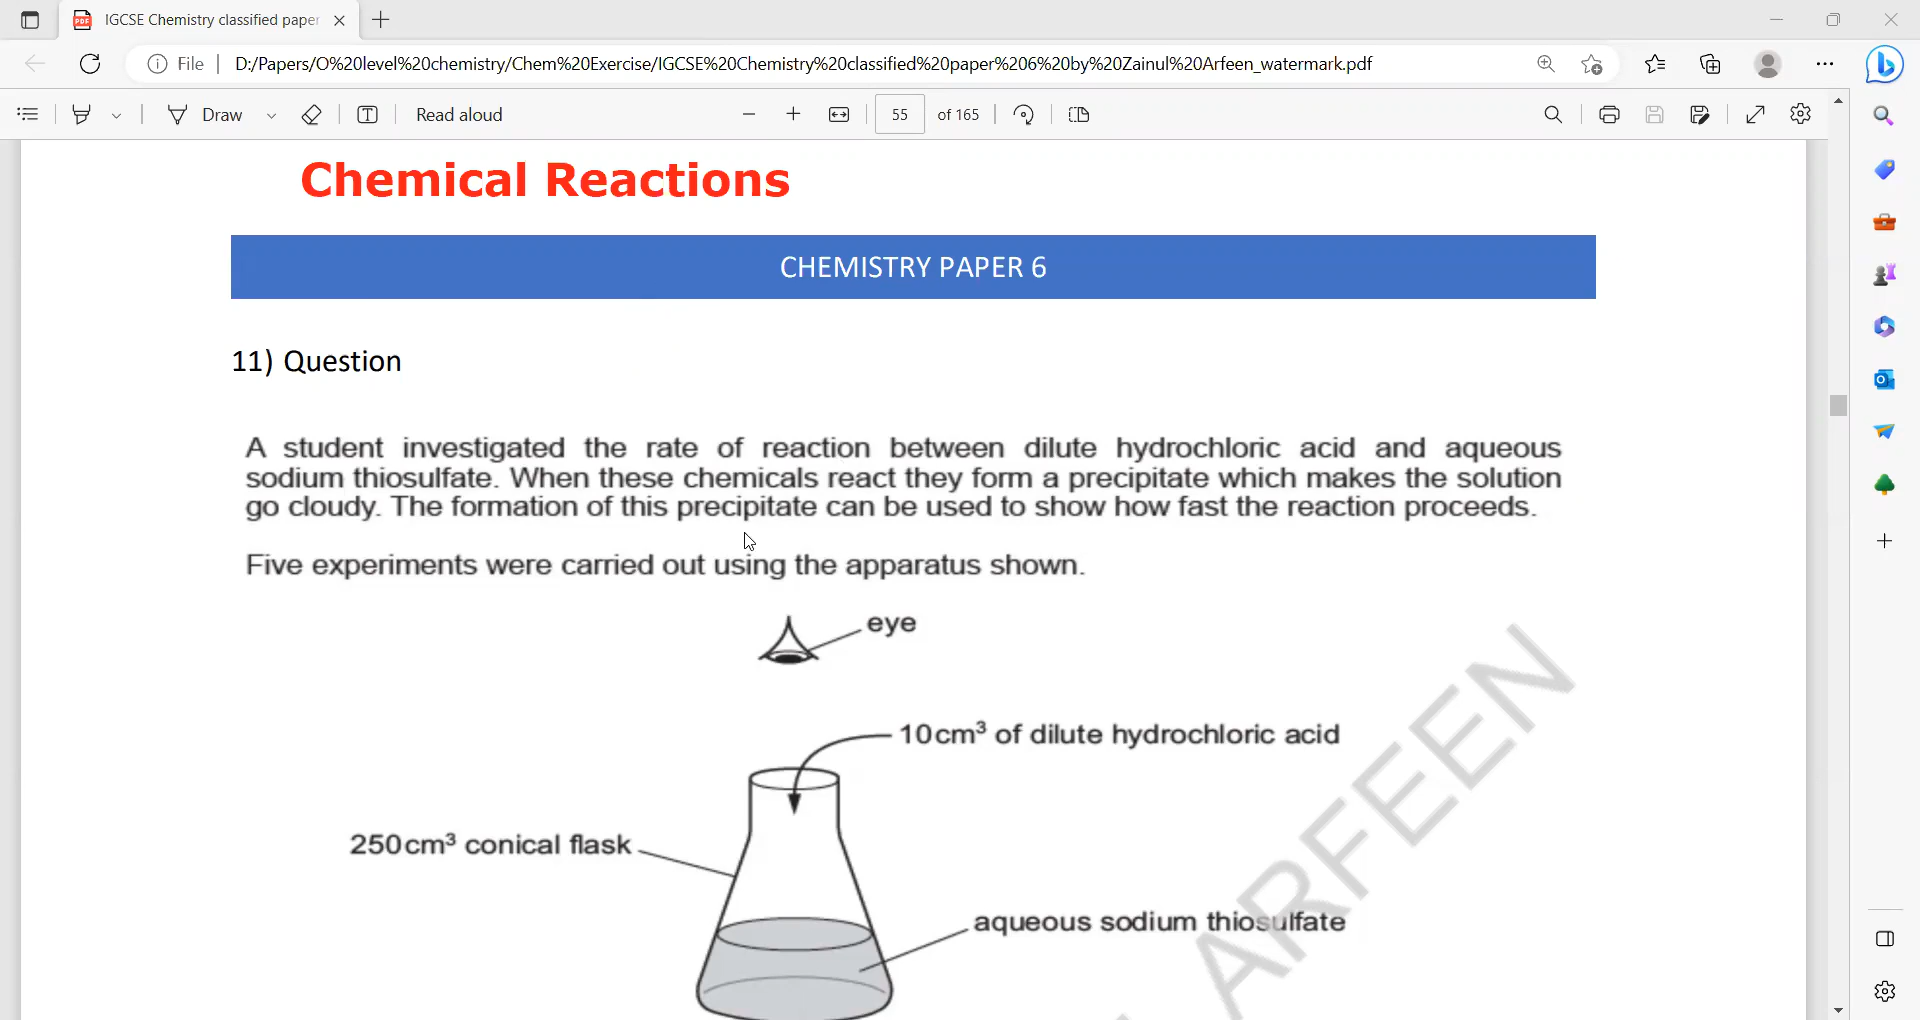 IGCSE Chemistry classified paper
File
D:/Papers/O%20level%20chemistry/Chem%20Exercise/IGCSE%20Chemistry%20classified%20paper%206%20by%20Zainul%20Arfeen_watermark.pdf
Draw
Read aloud
55 of 165
Chemical Reactions
CHEMISTRY PAPER 6
11) Question
A student investigated the rate of reaction between dilute hydrochloric acid and aqueous
sodium thiosulfate. When these chemicals react they form a precipitate which makes the solution
go cloudy. The formation of this precipitate can be used to show how fast the reaction proceeds.
Five experiments were carried out using the apparatus shown.
eye
10 cm³ of dilute hydrochloric acid
250 cm³ conical flask
aqueous sodium thiosulfate
ARFEEN